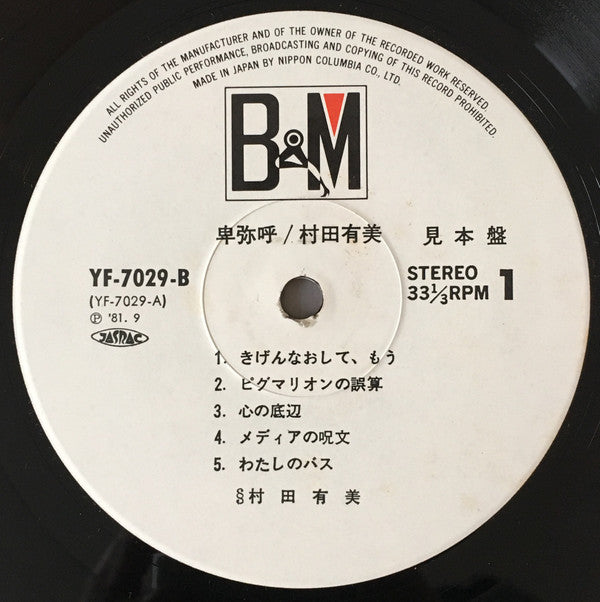 ALL RIGHTS OF THE MANUFACTURER AND OF THE OWNER OF THE RECORDED WORK RESERVED.
UNAUTHORIZED PUBLIC PERFORMANCE, BROADCASTING AND COPYING OF THIS RECORD PROHIBITED.
MADE IN JAPAN BY NIPPON COLUMBIA CO., LTD.
B&M
卑弥呼/村田有美 見本盤
YF-7029-B
(YF-7029-A)
Ⓟ '81. 9
JASRAC
STEREO
33⅓RPM 1
1. きげんなおして、もう
2. ピグマリオンの誤算
3. 心の底辺
4. メディアの呪文
5. わたしのバス
§村田有美